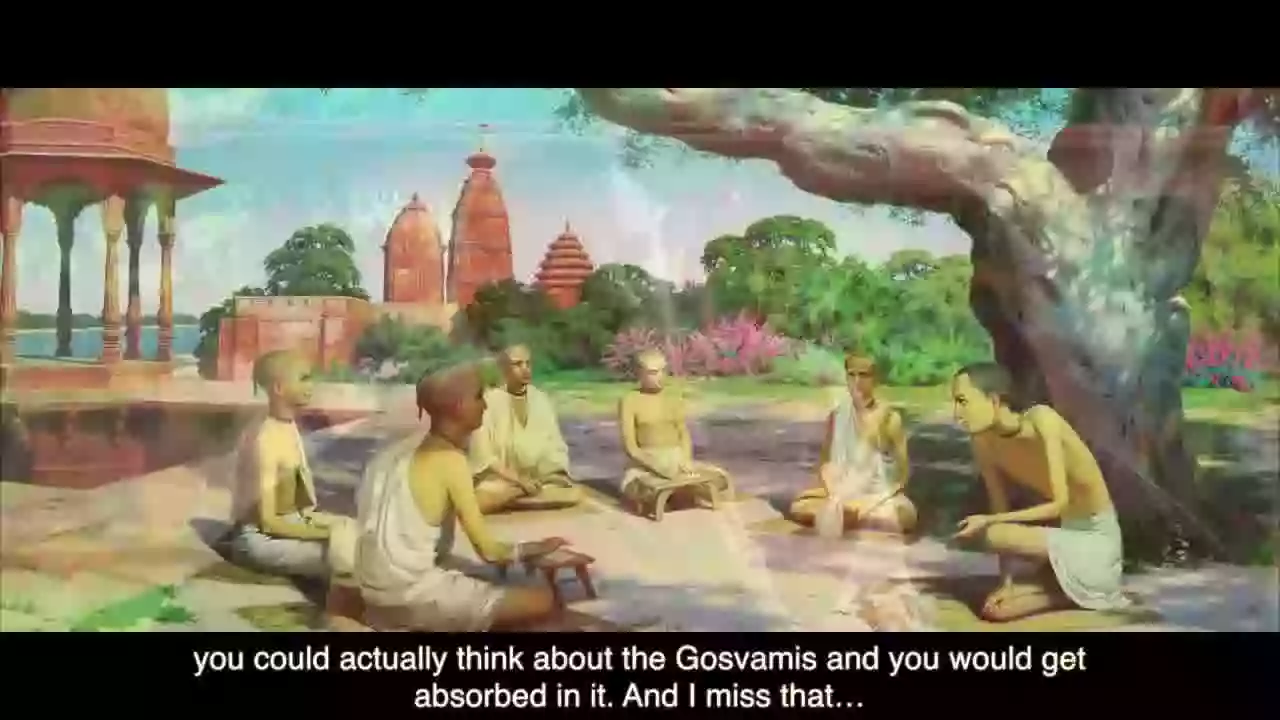 you could actually think about the Gosvamis and you would get
absorbed in it. And I miss that…